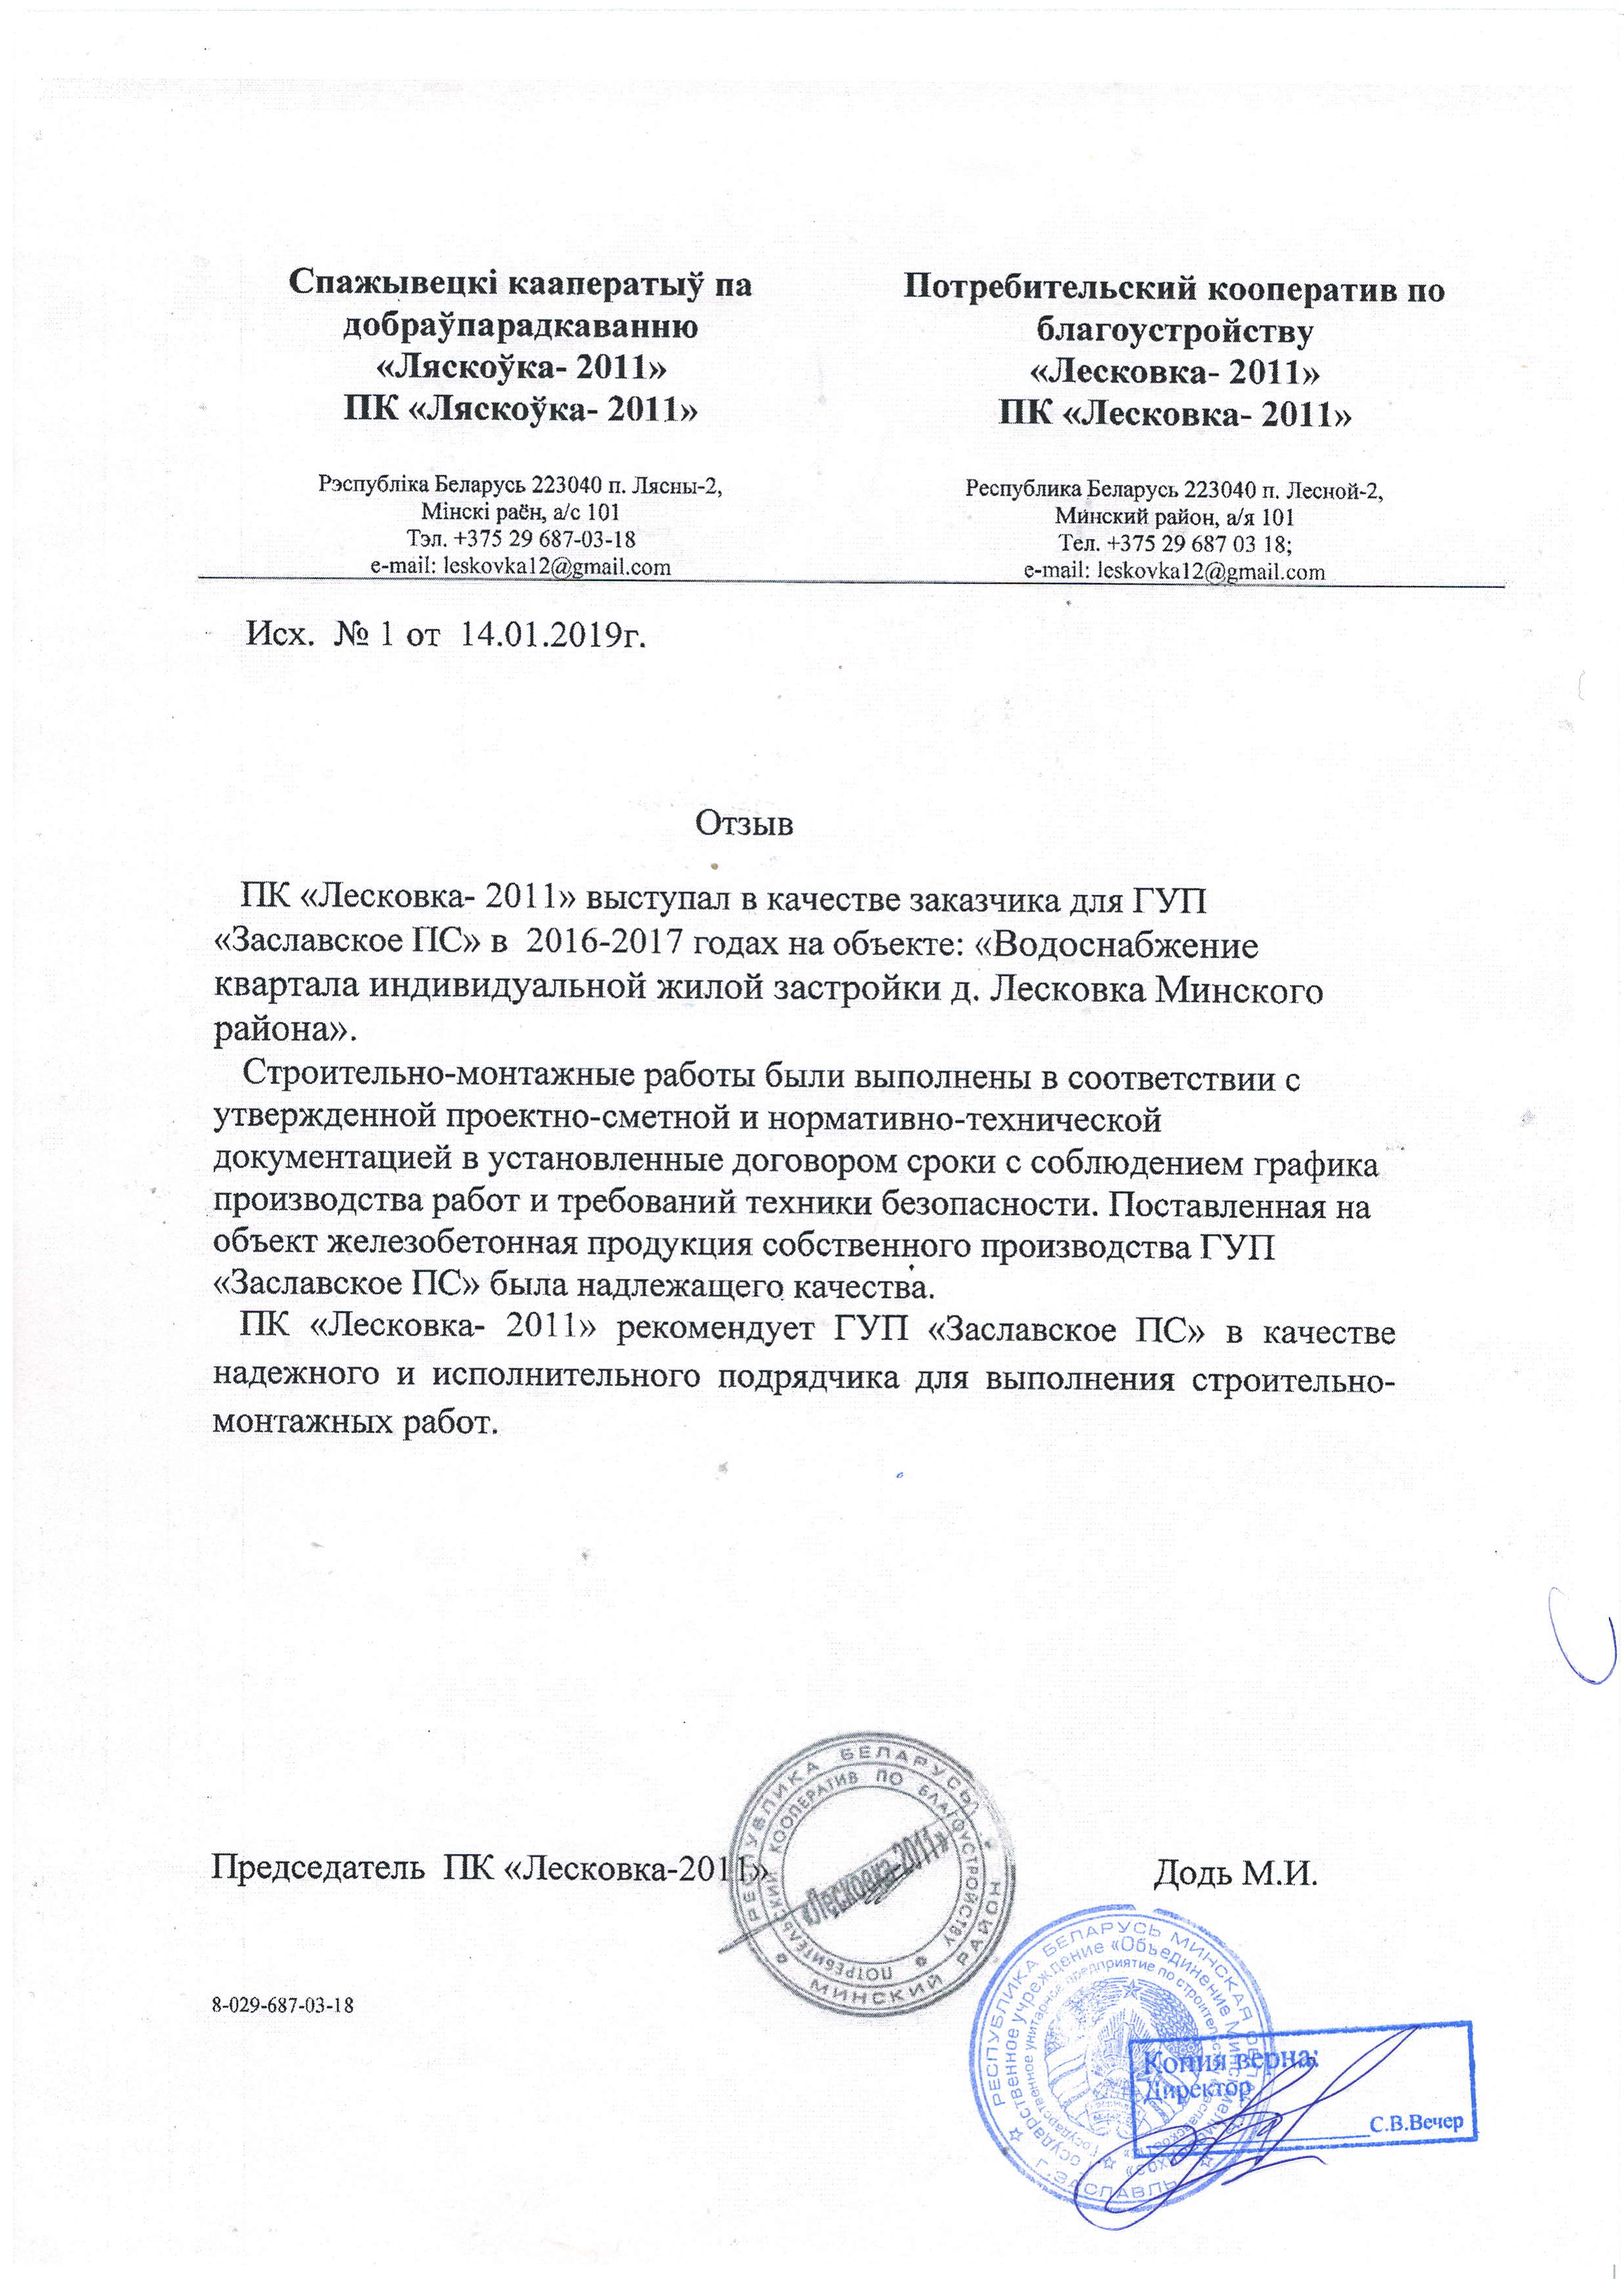 Спажывецкі кааператыў па
добраўпарадкаванню
«Ляскоўка- 2011»
ПК «Ляскоўка- 2011»
Рэспубліка Беларусь 223040 п. Лясны-2,
Мінскі раён, а/с 101
Тэл. +375 29 687-03-18
e-mail: leskovka12@gmail.com
Потребительский кооператив по
благоустройству
«Лесковка- 2011»
ПК «Лесковка- 2011»
Республика Беларусь 223040 п. Лесной-2,
Минский район, а/я 101
Тел. +375 29 687 03 18;
e-mail: leskovka12@gmail.com
Исх. № 1 от 14.01.2019г.
Отзыв
ПК «Лесковка- 2011» выступал в качестве заказчика для ГУП
«Заславское ПС» в 2016-2017 годах на объекте: «Водоснабжение
квартала индивидуальной жилой застройки д. Лесковка Минского
района».
Строительно-монтажные работы были выполнены в соответствии с
утвержденной проектно-сметной и нормативно-технической
документацией в установленные договором сроки с соблюдением графика
производства работ и требований техники безопасности. Поставленная на
объект железобетонная продукция собственного производства ГУП
«Заславское ПС» была надлежащего качества.
ПК «Лесковка- 2011» рекомендует ГУП «Заславское ПС» в качестве
надежного и исполнительного подрядчика для выполнения строительно-
монтажных работ.
Председатель ПК «Лесковка-2011»
Додь М.И.
РЕСПУБЛИКА БЕЛАРУСЬ
МИНСКИЙ РАЙОН
ПОТРЕБИТЕЛЬСКИЙ КООПЕРАТИВ ПО БЛАГОУСТРОЙСТВУ
«Лесковка-2011»
8-029-687-03-18
РЕСПУБЛИКА БЕЛАРУСЬ МИНСКАЯ
Г.ЗАСЛАВЛЬ
Государственное учреждение «Объединение
Государственное унитарное предприятие по
Копия верна:
Директор
С.В.Вечер